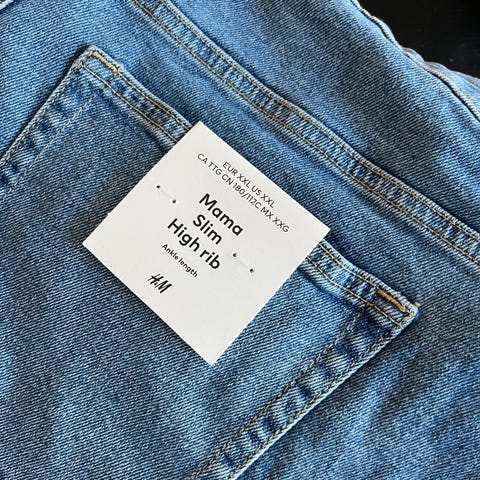 EUR XXL US XXL
CA TTG CN 180/112C MX XXG
Mama
Slim
High rib
Ankle length
H&M